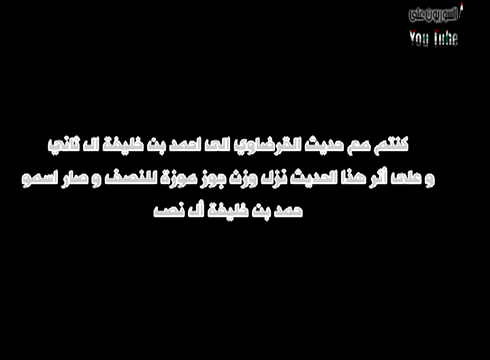 السوريون على
You Tube
كنتم مع حديث القرضاوي الى احمد بن خليفة ال ثاني
و على أثر هذا الحديث نزل وزن جوز موزة للنصف و صار اسمو
حمد بن خليفة أل نص